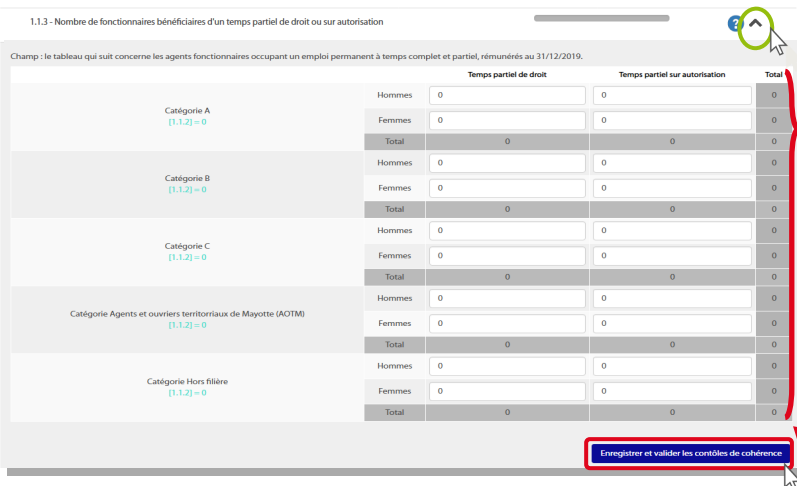 1.1.3 - Nombre de fonctionnaires bénéficiaires d'un temps partiel de droit ou sur autorisation
?
Champ : le tableau qui suit concerne les agents fonctionnaires occupant un emploi permanent à temps complet et partiel, rémunérés au 31/12/2019.
Temps partiel de droit Temps partiel sur autorisation Total
Catégorie A
[1.1.2] = 0
Hommes 0 0 0
Femmes 0 0 0
Total 0 0 0
Catégorie B
[1.1.2] = 0
Hommes 0 0 0
Femmes 0 0 0
Total 0 0 0
Catégorie C
[1.1.2] = 0
Hommes 0 0 0
Femmes 0 0 0
Total 0 0 0
Catégorie Agents et ouvriers territorriaux de Mayotte (AOTM)
[1.1.2] = 0
Hommes 0 0 0
Femmes 0 0 0
Total 0 0 0
Catégorie Hors filière
[1.1.2] = 0
Hommes 0 0 0
Femmes 0 0 0
Total 0 0 0
Enregistrer et valider les contôles de cohérence